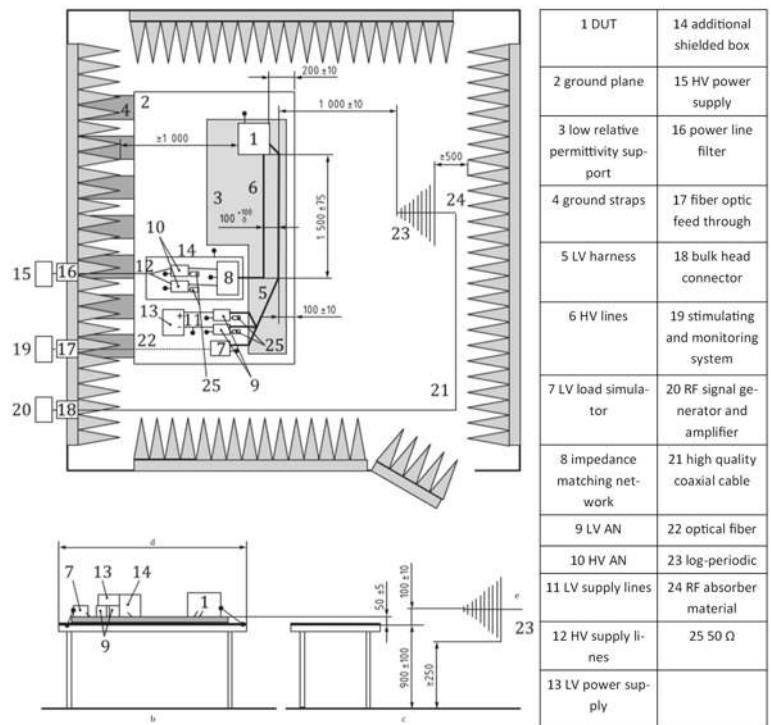 200 ±10
2
1 000 ±10
4
≥1 000
1
≥500
3
6
1 500 ±75
24
100 +100 0
23
10
14
15
16
12
8
5
13
+
-
11
100 ±10
19
17
22
7
25
25
9
21
20
18
d
7
13
14
1
9
50 ±5
100 ±10
e
23
900 ±100
≥250
b
c
1 DUT
14 additional
shielded box
2 ground plane
15 HV power
supply
3 low relative
permittivity sup-
port
16 power line
filter
4 ground straps
17 fiber optic
feed through
5 LV harness
18 bulk head
connector
6 HV lines
19 stimulating
and monitoring
system
7 LV load simula-
tor
20 RF signal ge-
nerator and
amplifier
8 impedance
matching net-
work
21 high quality
coaxial cable
9 LV AN
22 optical fiber
10 HV AN
23 log-periodic
11 LV supply lines
24 RF absorber
material
12 HV supply li-
nes
25 50 Ω
13 LV power sup-
ply